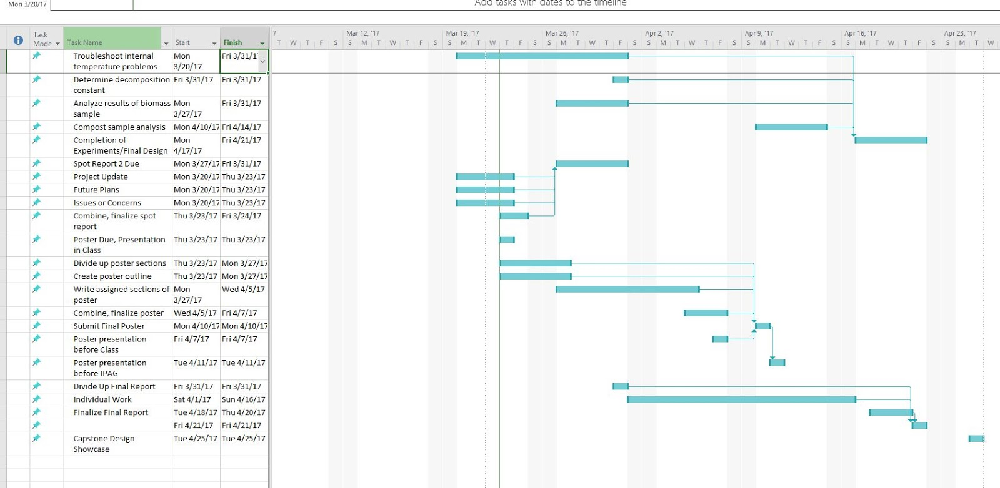 Mon 3/20/17
Add tasks with dates to the timeline
Task Mode
Task Name
Start
Finish
7
Mar 12, '17
Mar 19, '17
Mar 26, '17
Apr 2, '17
Apr 9, '17
Apr 16, '17
Apr 23, '17
T W T F S S M T W T F S S M T W T F S S M T W T F S S M T W T F S S M T W T F S S M T W T F S S M T W
Troubleshoot internal Mon Fri 3/31/1
temperature problems 3/20/17
Determine decomposition Fri 3/31/17 Fri 3/31/17
constant
Analyze results of biomass Mon Fri 3/31/17
sample 3/27/17
Compost sample analysis Mon 4/10/17 Fri 4/14/17
Completion of Mon Fri 4/21/17
Experiments/Final Design 4/17/17
Spot Report 2 Due Mon 3/27/17 Fri 3/31/17
Project Update Mon 3/20/17 Thu 3/23/17
Future Plans Mon 3/20/17 Thu 3/23/17
Issues or Concerns Mon 3/20/17 Thu 3/23/17
Combine, finalize spot Thu 3/23/17 Fri 3/24/17
report
Poster Due, Presentation Thu 3/23/17 Thu 3/23/17
in Class
Divide up poster sections Thu 3/23/17 Mon 3/27/17
Create poster outline Thu 3/23/17 Mon 3/27/17
Write assigned sections of Mon Wed 4/5/17
poster 3/27/17
Combine, finalize poster Wed 4/5/17 Fri 4/7/17
Submit Final Poster Mon 4/10/17 Mon 4/10/17
Poster presentation Fri 4/7/17 Fri 4/7/17
before Class
Poster presentation Tue 4/11/17 Tue 4/11/17
before IPAG
Divide Up Final Report Fri 3/31/17 Fri 3/31/17
Individual Work Sat 4/1/17 Sun 4/16/17
Finalize Final Report Tue 4/18/17 Thu 4/20/17
Fri 4/21/17 Fri 4/21/17
Capstone Design Tue 4/25/17 Tue 4/25/17
Showcase